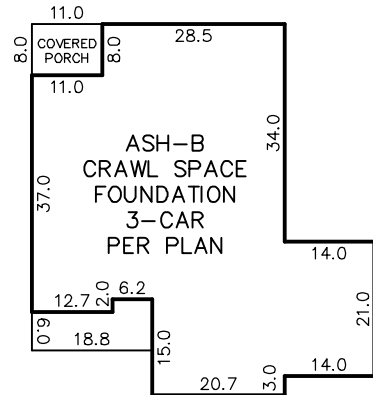 11.0
8.0
COVERED
PORCH
8.0
28.5
11.0
34.0
ASH-B
CRAWL SPACE
FOUNDATION
3-CAR
PER PLAN
37.0
14.0
21.0
12.7
2.0
6.2
6.0
18.8
15.0
14.0
3.0
20.7